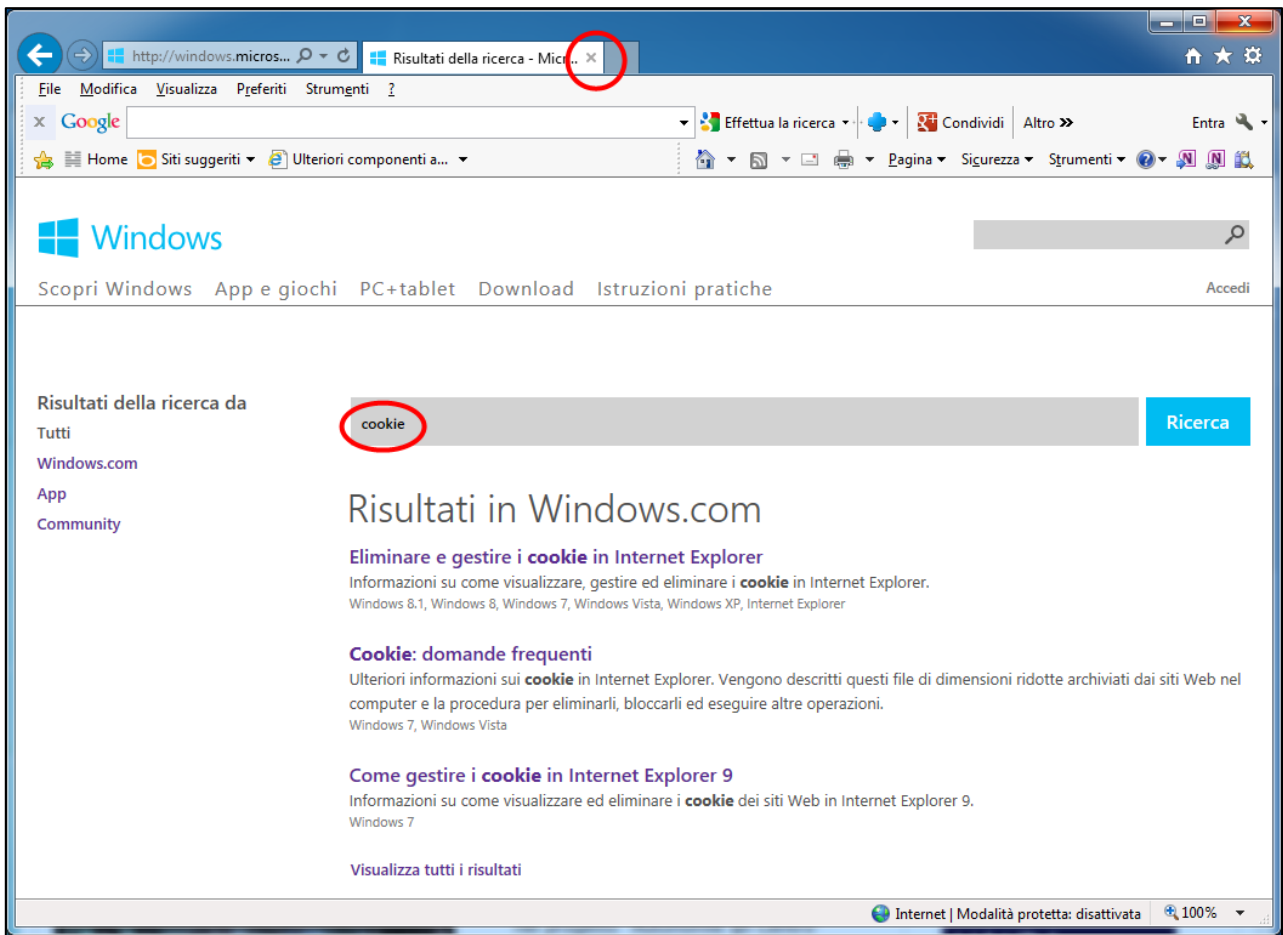 http://windows.micros...
Risultati della ricerca - Micr...
File Modifica Visualizza Preferiti Strumenti ?
x Google Effettua la ricerca Condividi Altro >> Entra
Home Siti suggeriti Ulteriori componenti a... Pagina Sicurezza Strumenti
Windows
Scopri Windows App e giochi PC+tablet Download Istruzioni pratiche Accedi
Risultati della ricerca da
Tutti
Windows.com
App
Community
cookie
Ricerca
Risultati in Windows.com
Eliminare e gestire i cookie in Internet Explorer
Informazioni su come visualizzare, gestire ed eliminare i cookie in Internet Explorer.
Windows 8.1, Windows 8, Windows 7, Windows Vista, Windows XP, Internet Explorer
Cookie: domande frequenti
Ulteriori informazioni sui cookie in Internet Explorer. Vengono descritti questi file di dimensioni ridotte archiviati dai siti Web nel
computer e la procedura per eliminarli, bloccarli ed eseguire altre operazioni.
Windows 7, Windows Vista
Come gestire i cookie in Internet Explorer 9
Informazioni su come visualizzare ed eliminare i cookie dei siti Web in Internet Explorer 9.
Windows 7
Visualizza tutti i risultati
Internet | Modalità protetta: disattivata 100%